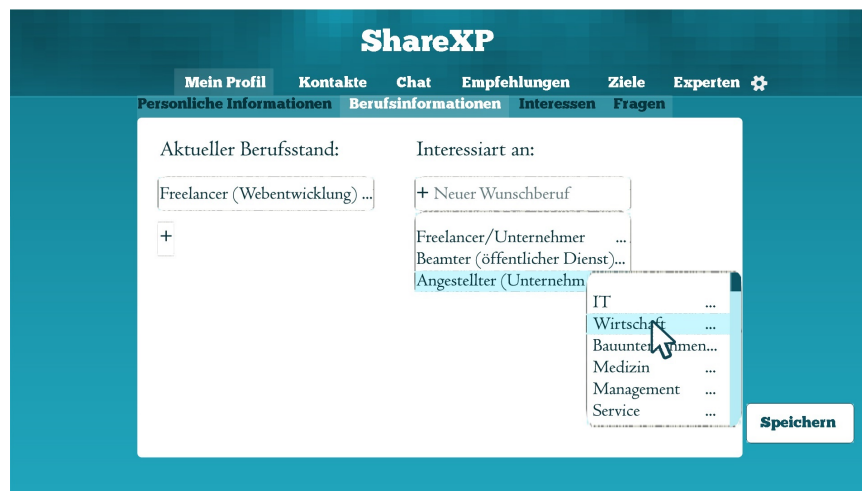 ShareXP
Mein Profil Kontakte Chat Empfehlungen Ziele Experten
Personliche Informationen Berufsinformationen Interessen Fragen
Aktueller Berufsstand: Interessiart an:
Freelancer (Webentwicklung) ... + Neuer Wunschberuf
+
Freelancer/Unternehmer ...
Beamter (öffentlicher Dienst)...
Angestellter (Unternehm
IT ...
Wirtschaft ...
Bauunternehmen...
Medizin ...
Management ...
Service ...
Speichern